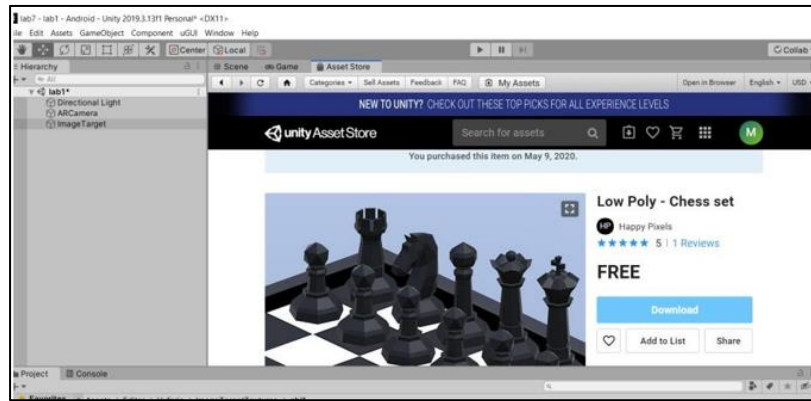 lab7 - lab1 - Android - Unity 2019.3.13f1 Personal* <DX11>
ile Edit Assets GameObject Component uGUI Window Help
Center Local Collab
Hierarchy Scene Game Asset Store
All Categories Sell Assets Feedback FAQ My Assets Open in Browser English USD
lab1*
Directional Light
ARCamera
ImageTarget
NEW TO UNITY? CHECK OUT THESE TOP PICKS FOR ALL EXPERIENCE LEVELS
unity Asset Store Search for assets M
You purchased this item on May 9, 2020.
Low Poly - Chess set
HP Happy Pixels
5 | 1 Reviews
FREE
Download
Add to List Share
Project Console